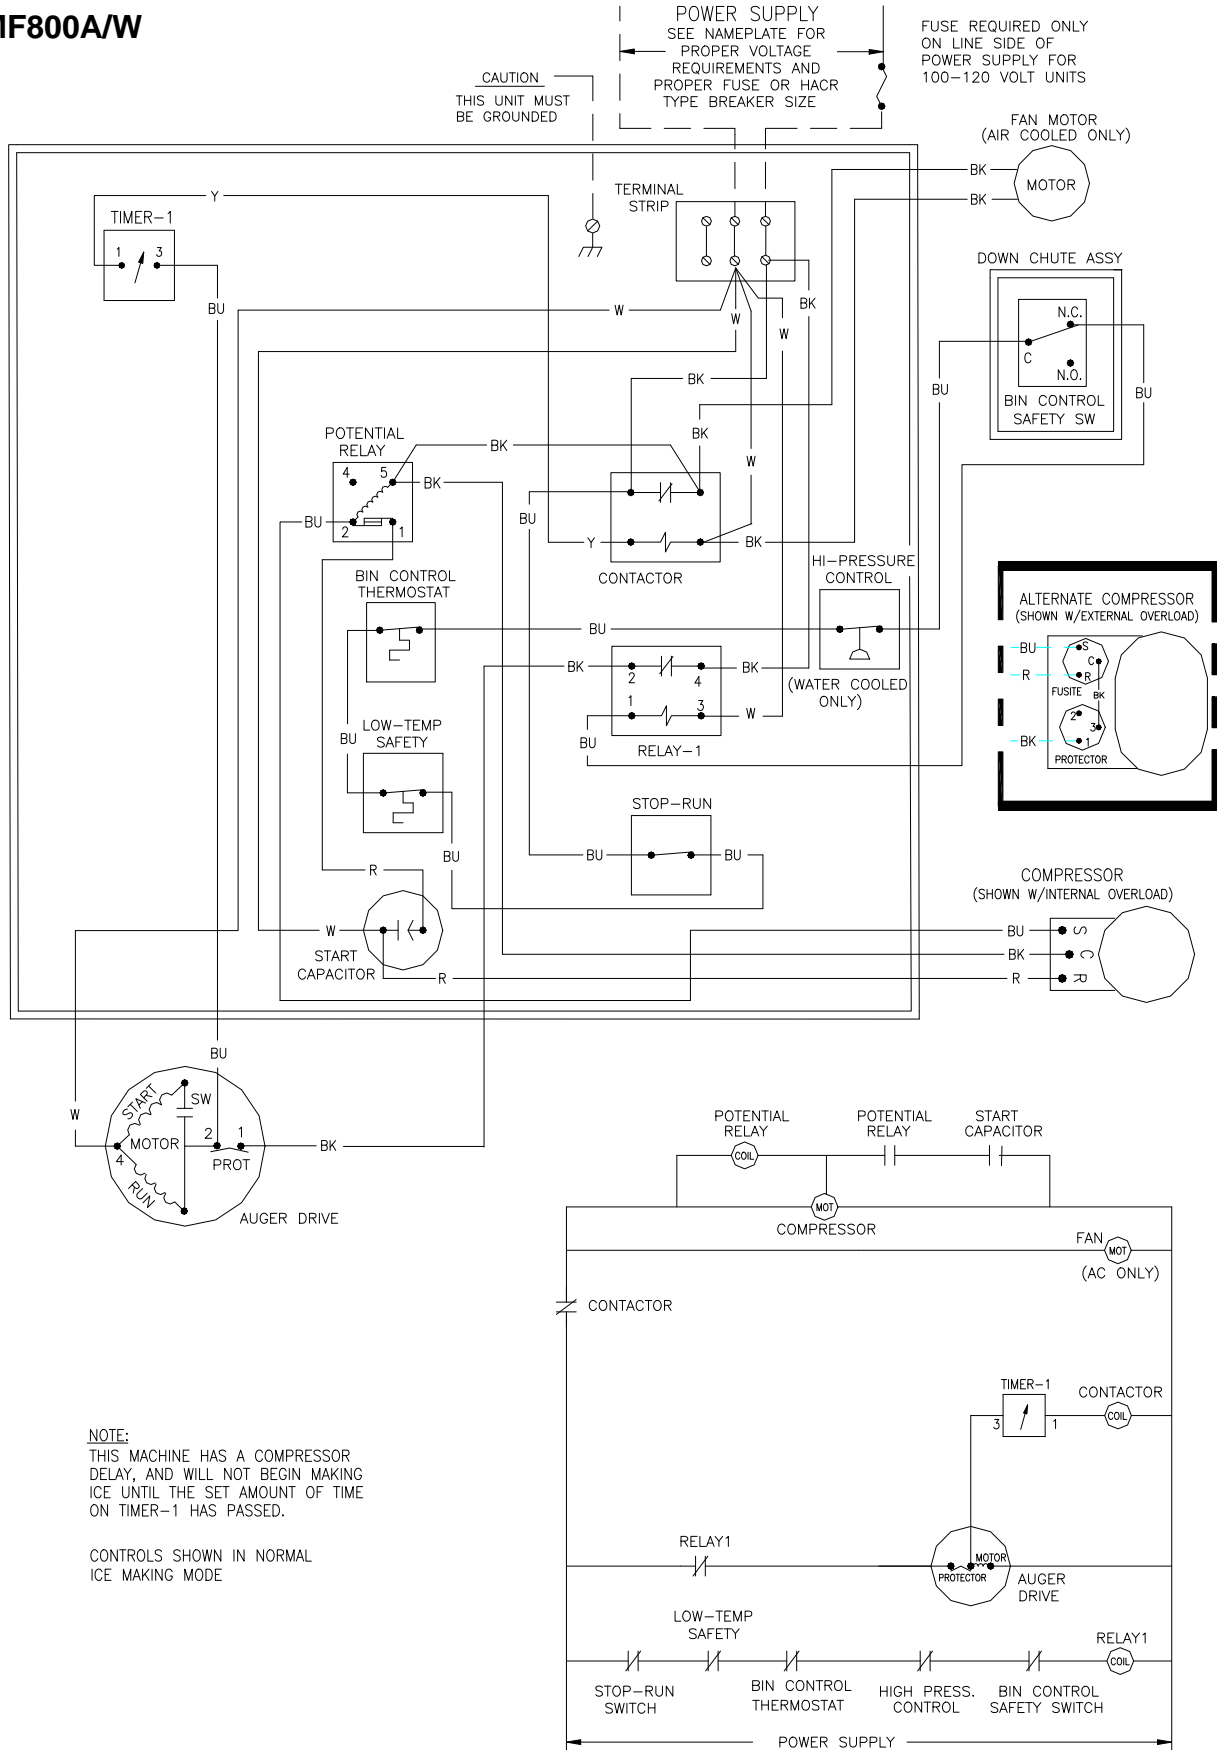 MF800A/W
POWER SUPPLY
SEE NAMEPLATE FOR
PROPER VOLTAGE
REQUIREMENTS AND
PROPER FUSE OR HACR
TYPE BREAKER SIZE
FUSE REQUIRED ONLY
ON LINE SIDE OF
POWER SUPPLY FOR
100-120 VOLT UNITS
CAUTION
THIS UNIT MUST
BE GROUNDED
FAN MOTOR
(AIR COOLED ONLY)
BK
MOTOR
BK
TERMINAL
STRIP
Y
TIMER-1
1 3
BU
DOWN CHUTE ASSY
N.C.
C
N.O.
BIN CONTROL
SAFETY SW
BU
BU
W
W
BK
W
BK
BK
W
POTENTIAL
RELAY
4 5
2 1
BK
BK
BU
BU
Y
BK
CONTACTOR
HI-PRESSURE
CONTROL
(WATER COOLED
ONLY)
BIN CONTROL
THERMOSTAT
BU
BK
2 4
BK
1 3
W
BU
RELAY-1
LOW-TEMP
SAFETY
BU
BU
ALTERNATE COMPRESSOR
(SHOWN W/EXTERNAL OVERLOAD)
BU
S
C
R
R
FUSITE
BK
2
3
BK
1
PROTECTOR
STOP-RUN
BU
BU
R
W
START
CAPACITOR
R
COMPRESSOR
(SHOWN W/INTERNAL OVERLOAD)
BU
S
BK
C
R
R
BU
W
START
SW
MOTOR
2 1
4
PROT
RUN
BK
AUGER DRIVE
POTENTIAL
RELAY
POTENTIAL
RELAY
START
CAPACITOR
COIL
MOT
COMPRESSOR
FAN
MOT
(AC ONLY)
CONTACTOR
TIMER-1
3 1
CONTACTOR
COIL
NOTE:
THIS MACHINE HAS A COMPRESSOR
DELAY, AND WILL NOT BEGIN MAKING
ICE UNTIL THE SET AMOUNT OF TIME
ON TIMER-1 HAS PASSED.
CONTROLS SHOWN IN NORMAL
ICE MAKING MODE
RELAY1
MOTOR
PROTECTOR
AUGER
DRIVE
LOW-TEMP
SAFETY
RELAY1
COIL
STOP-RUN
SWITCH
BIN CONTROL
THERMOSTAT
HIGH PRESS.
CONTROL
BIN CONTROL
SAFETY SWITCH
POWER SUPPLY